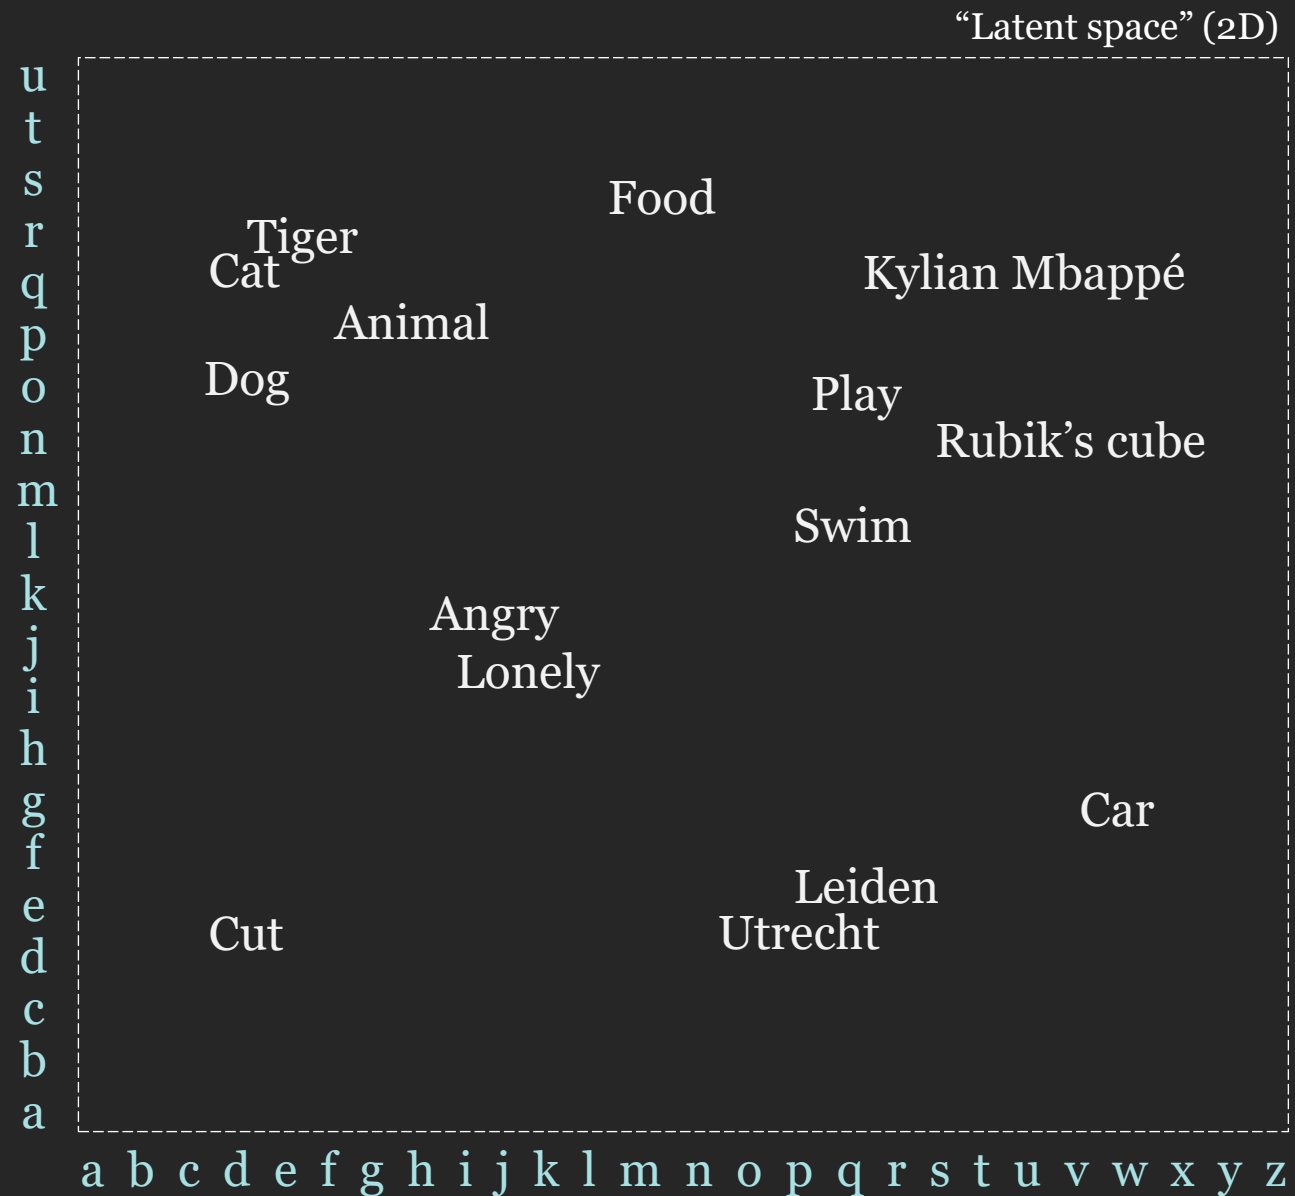 “Latent space” (2D)
u
t
s
Food
r
Tiger
Cat
Kylian Mbappé
q
Animal
p
Dog
o
Play
n
Rubik’s cube
m
Swim
l
k
Angry
j
Lonely
i
h
g
Car
f
Leiden
e
Cut
Utrecht
d
c
b
a
a b c d e f g h i j k l m n o p q r s t u v w x y z